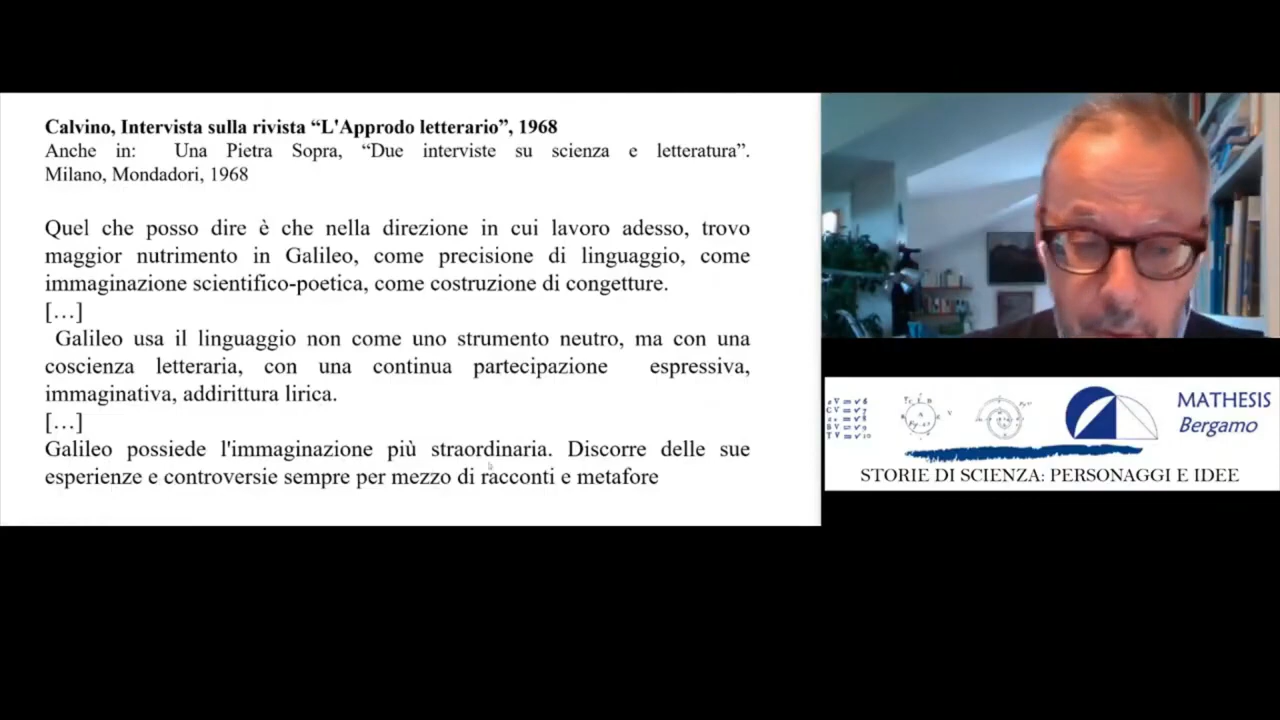 Calvino, Intervista sulla rivista “L'Approdo letterario”, 1968
Anche in: Una Pietra Sopra, “Due interviste su scienza e letteratura”.
Milano, Mondadori, 1968
Quel che posso dire è che nella direzione in cui lavoro adesso, trovo
maggior nutrimento in Galileo, come precisione di linguaggio, come
immaginazione scientifico-poetica, come costruzione di congetture.
[…]
Galileo usa il linguaggio non come uno strumento neutro, ma con una
coscienza letteraria, con una continua partecipazione espressiva,
immaginativa, addirittura lirica.
[…]
Galileo possiede l'immaginazione più straordinaria. Discorre delle sue
esperienze e controversie sempre per mezzo di racconti e metafore
MATHESIS
Bergamo
STORIE DI SCIENZA: PERSONAGGI E IDEE